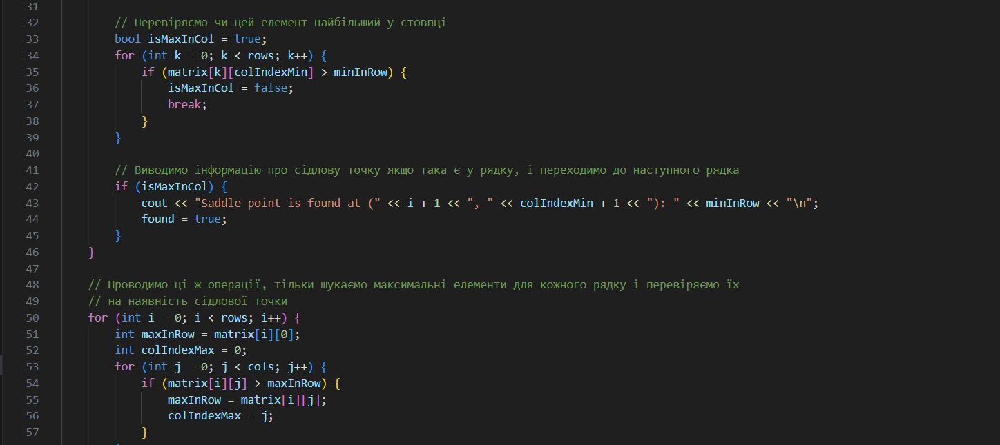 31
32 // Перевіряємо чи цей елемент найбільший у стовпці
33 bool isMaxInCol = true;
34 for (int k = 0; k < rows; k++) {
35 if (matrix[k][colIndexMin] > minInRow) {
36 isMaxInCol = false;
37 break;
38 }
39 }
40
41 // Виводимо інформацію про сідлову точку якщо така є у рядку, і переходимо до наступного рядка
42 if (isMaxInCol) {
43 cout << "Saddle point is found at (" << i + 1 << ", " << colIndexMin + 1 << "): " << minInRow << "\n";
44 found = true;
45 }
46 }
47
48 // Проводимо ці ж операції, тільки шукаємо максимальні елементи для кожного рядку і перевіряємо їх
49 // на наявність сідлової точки
50 for (int i = 0; i < rows; i++) {
51 int maxInRow = matrix[i][0];
52 int colIndexMax = 0;
53 for (int j = 0; j < cols; j++) {
54 if (matrix[i][j] > maxInRow) {
55 maxInRow = matrix[i][j];
56 colIndexMax = j;
57 }